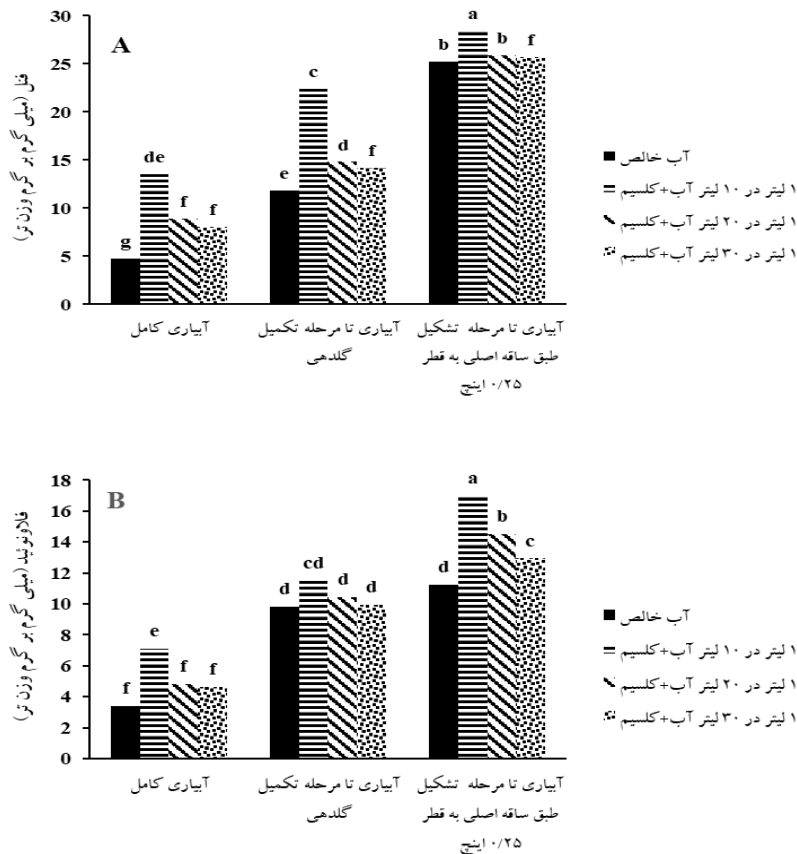 A
فنل (میلی گرم بر گرم وزن تر)
30
25
20
15
10
5
0
g
de
f
f
e
c
d
f
b
a
b
f
آبیاری کامل
آبیاری تا مرحله تکمیل
گلدهی
آبیاری تا مرحله تشکیل
طبق ساقه اصلی به قطر
۰/۲۵ اینچ
آب خالص
۱ لیتر در ۱۰ لیتر آب+کلسیم
۱ لیتر در ۲۰ لیتر آب+کلسیم
۱ لیتر در ۳۰ لیتر آب+کلسیم
B
فلاونوئید (میلی گرم بر گرم وزن تر)
18
16
14
12
10
8
6
4
2
0
f
e
f
f
d
cd
d
d
d
a
b
c
آبیاری کامل
آبیاری تا مرحله تکمیل
گلدهی
آبیاری تا مرحله تشکیل
طبق ساقه اصلی به قطر
۰/۲۵ اینچ
آب خالص
۱ لیتر در ۱۰ لیتر آب+کلسیم
۱ لیتر در ۲۰ لیتر آب+کلسیم
۱ لیتر در ۳۰ لیتر آب+کلسیم